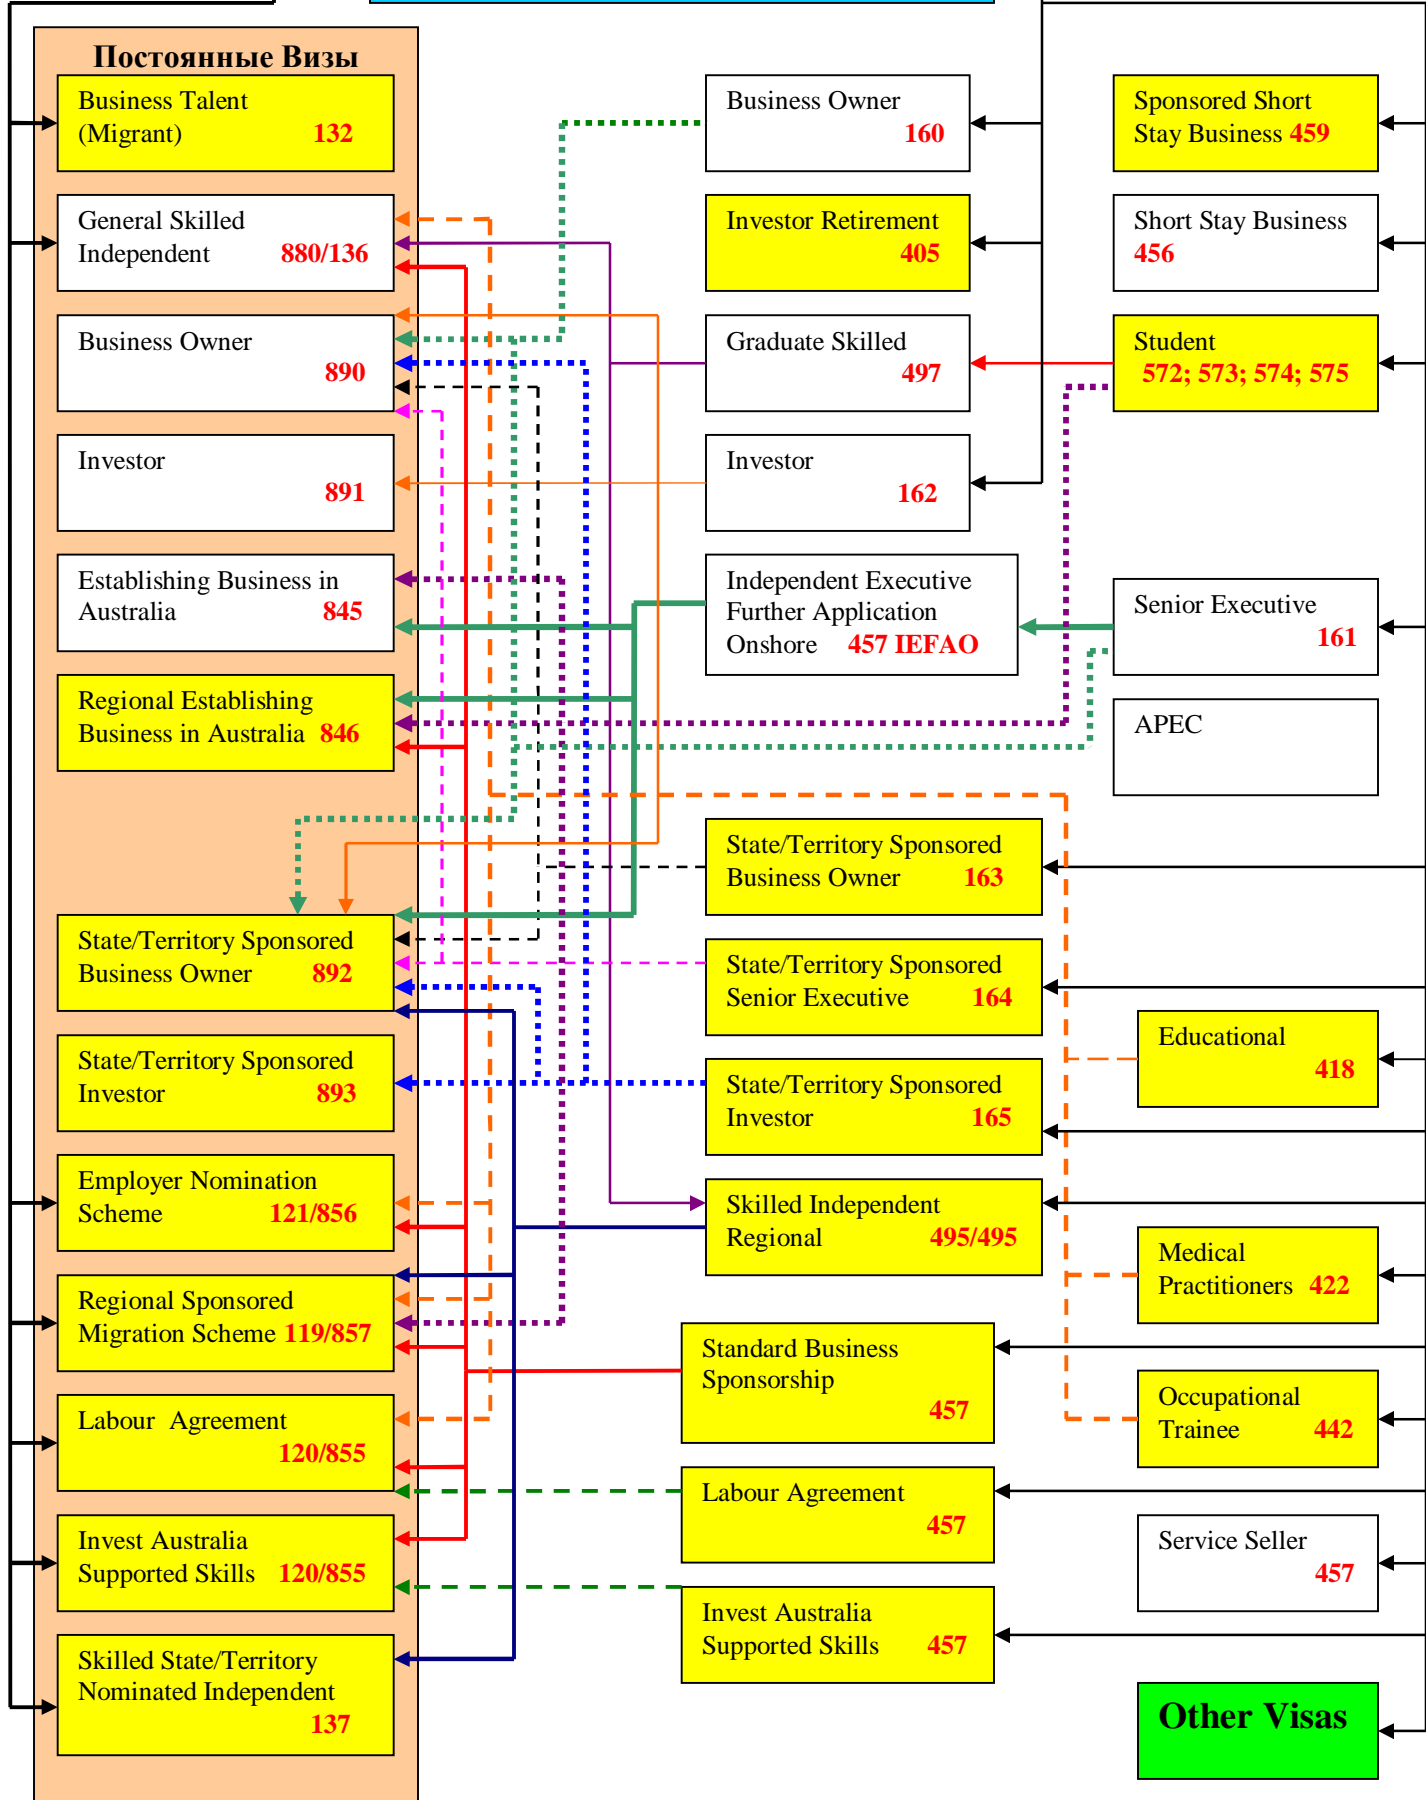 Постоянные Визы
Business Talent
(Migrant) 132
General Skilled
Independent 880/136
Business Owner
890
Investor
891
Establishing Business in
Australia 845
Regional Establishing
Business in Australia 846
State/Territory Sponsored
Business Owner 892
State/Territory Sponsored
Investor 893
Employer Nomination
Scheme 121/856
Regional Sponsored
Migration Scheme 119/857
Labour Agreement
120/855
Invest Australia
Supported Skills 120/855
Skilled State/Territory
Nominated Independent
137
Business Owner
160
Investor Retirement
405
Graduate Skilled
497
Investor
162
Independent Executive
Further Application
Onshore 457 IEFAO
State/Territory Sponsored
Business Owner 163
State/Territory Sponsored
Senior Executive 164
State/Territory Sponsored
Investor 165
Skilled Independent
Regional 495/495
Standard Business
Sponsorship
457
Labour Agreement
457
Invest Australia
Supported Skills 457
Sponsored Short
Stay Business 459
Short Stay Business
456
Student
572; 573; 574; 575
Senior Executive
161
APEC
Educational
418
Medical
Practitioners 422
Occupational
Trainee 442
Service Seller
457
Other Visas